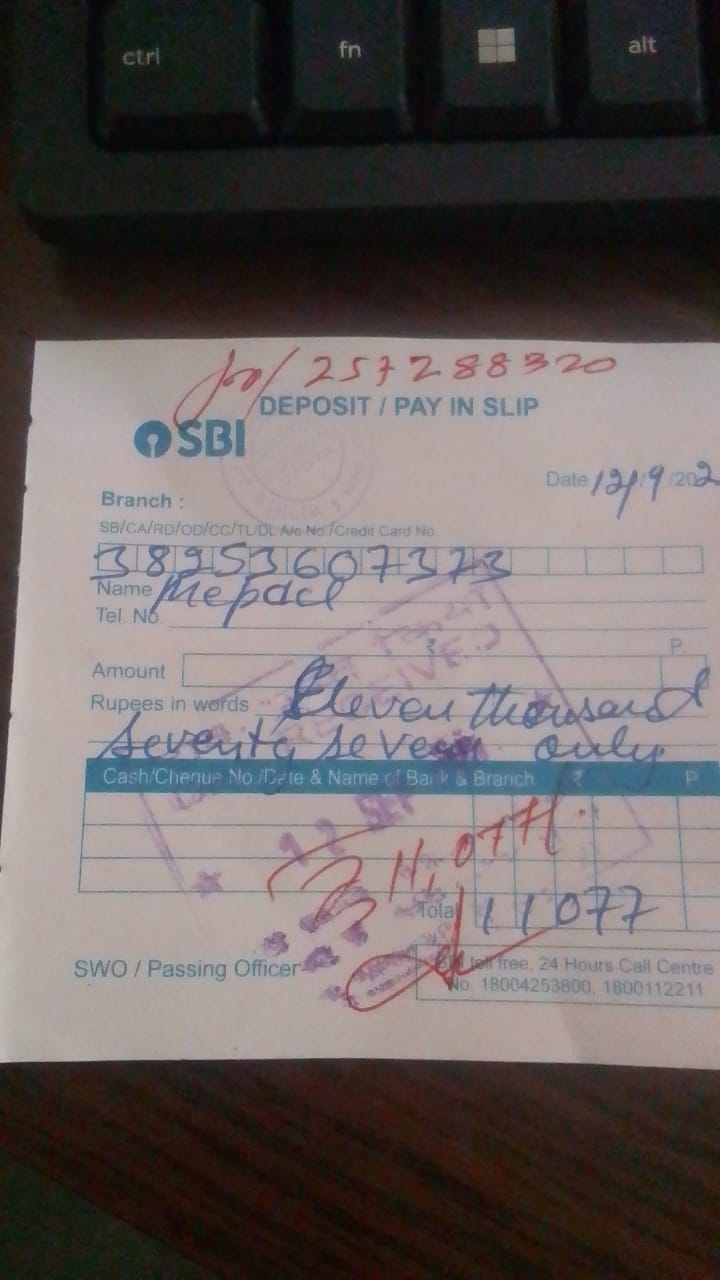 ctrl fn alt
257288320
DEPOSIT / PAY IN SLIP
SBI
Date 12/9/202
Branch :
SB/CA/RD/OD/CC/TL/DL A/c No./Credit Card No.
38953607373
Name Mepacl
Tel. No.
₹ P.
Amount
RECEIVED
Rupees in words Eleven thousand
seventy seven only
Cash/Cheque No./Date & Name of Bank & Branch ₹ P
12 SEP
11,077/-
Total 11077
SWO / Passing Officer
toll free, 24 Hours Call Centre
No. 18004253800, 1800112211